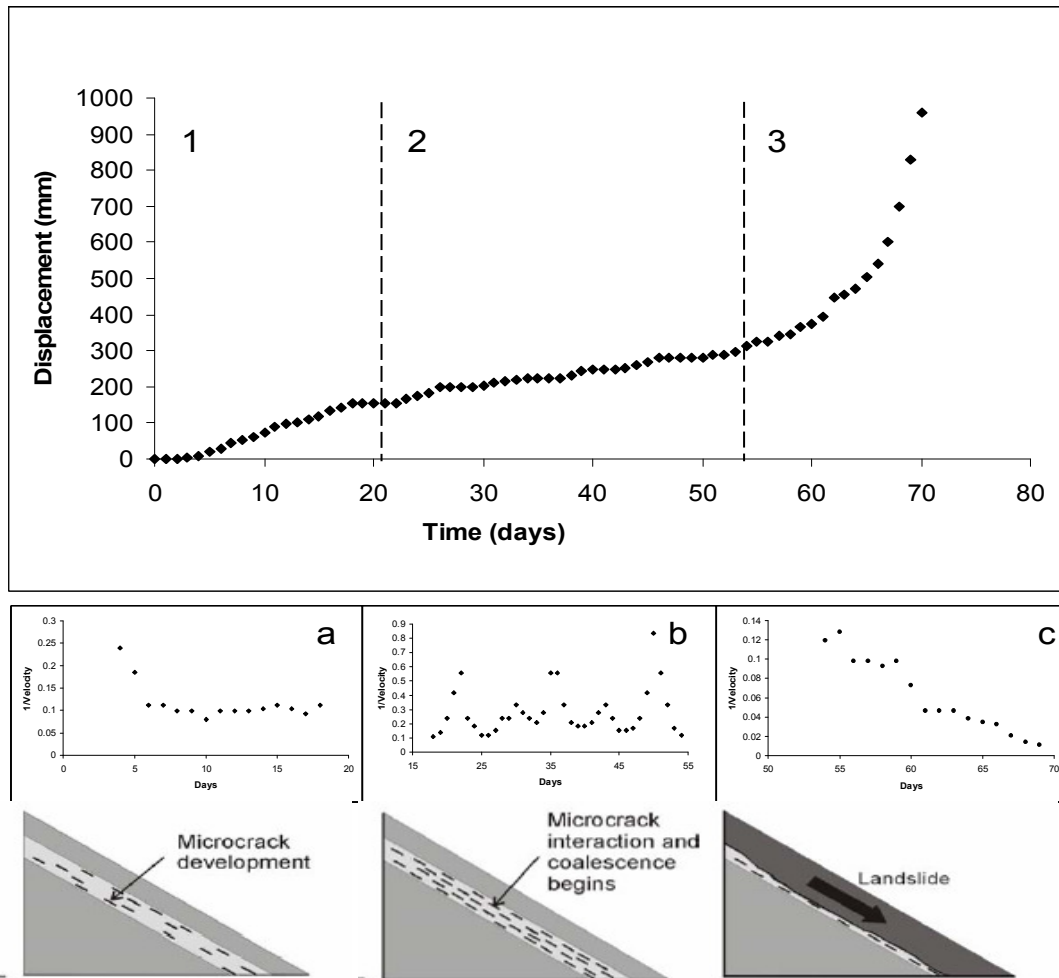 1
2
3
1000
900
800
700
600
500
400
300
200
100
0
Displacement (mm)
0 10 20 30 40 50 60 70 80
Time (days)
a
0.3
0.25
0.2
0.15
0.1
0.05
0
1/Velocity
0 5 10 15 20
Days
b
0.9
0.8
0.7
0.6
0.5
0.4
0.3
0.2
0.1
0
1/Velocity
15 25 35 45 55
Days
c
0.14
0.12
0.1
0.08
0.06
0.04
0.02
0
1/Velocity
50 55 60 65 70
Days
Microcrack
development
Microcrack
interaction and
coalescence
begins
Landslide